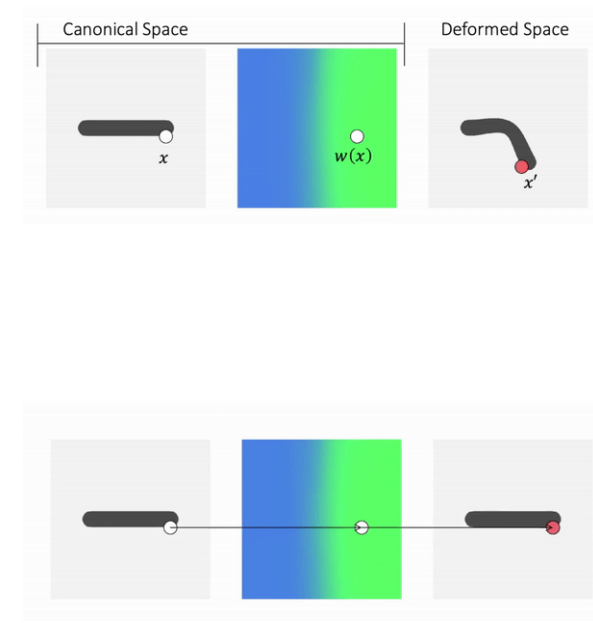 Canonical Space
Deformed Space
x
w(x)
x′